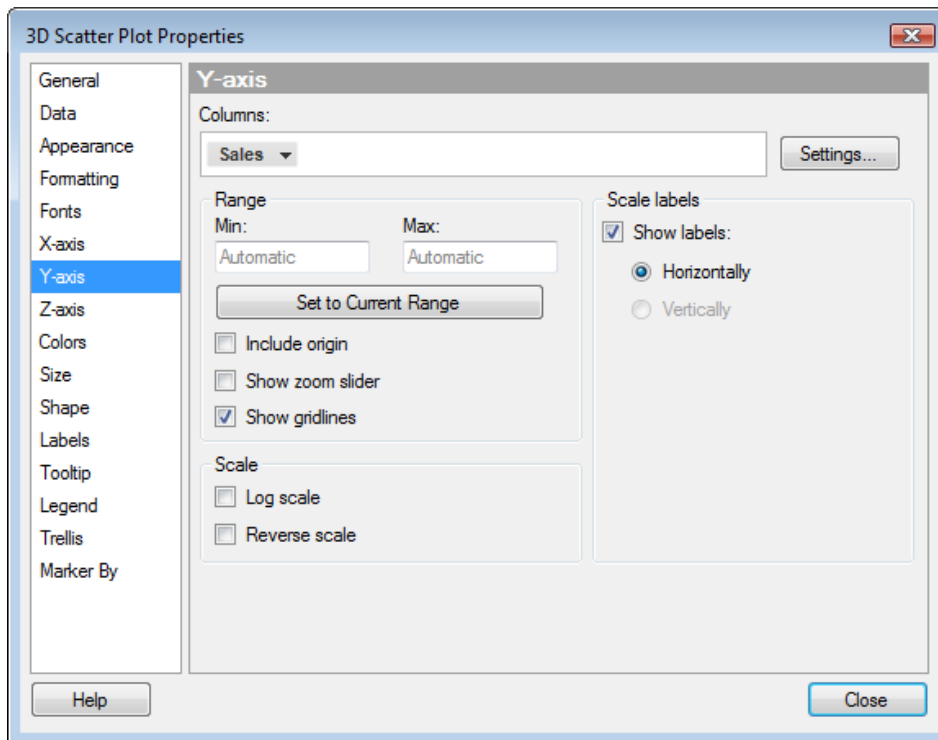 3D Scatter Plot Properties
General
Data
Appearance
Formatting
Fonts
X-axis
Y-axis
Z-axis
Colors
Size
Shape
Labels
Tooltip
Legend
Trellis
Marker By
Y-axis
Columns:
Sales
Settings...
Range
Min:
Max:
Automatic
Automatic
Set to Current Range
Include origin
Show zoom slider
Show gridlines
Scale
Log scale
Reverse scale
Scale labels
Show labels:
Horizontally
Vertically
Help
Close